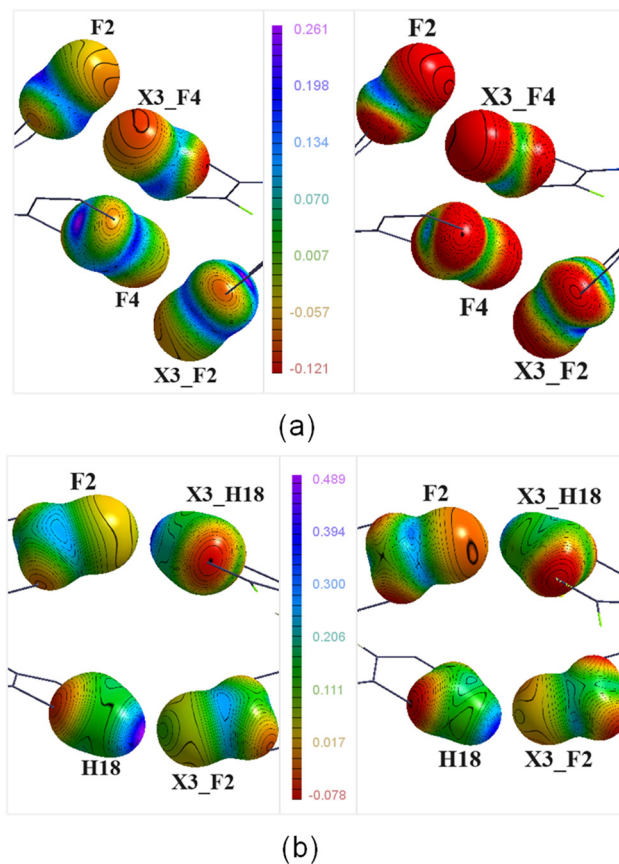 F2
X3_F4
F4
X3_F2
0.261
0.198
0.134
0.070
0.007
-0.057
-0.121
F2
X3_F4
F4
X3_F2
(a)
F2
X3_H18
H18
X3_F2
0.489
0.394
0.300
0.206
0.111
0.017
-0.078
F2
X3_H18
H18
X3_F2
(b)